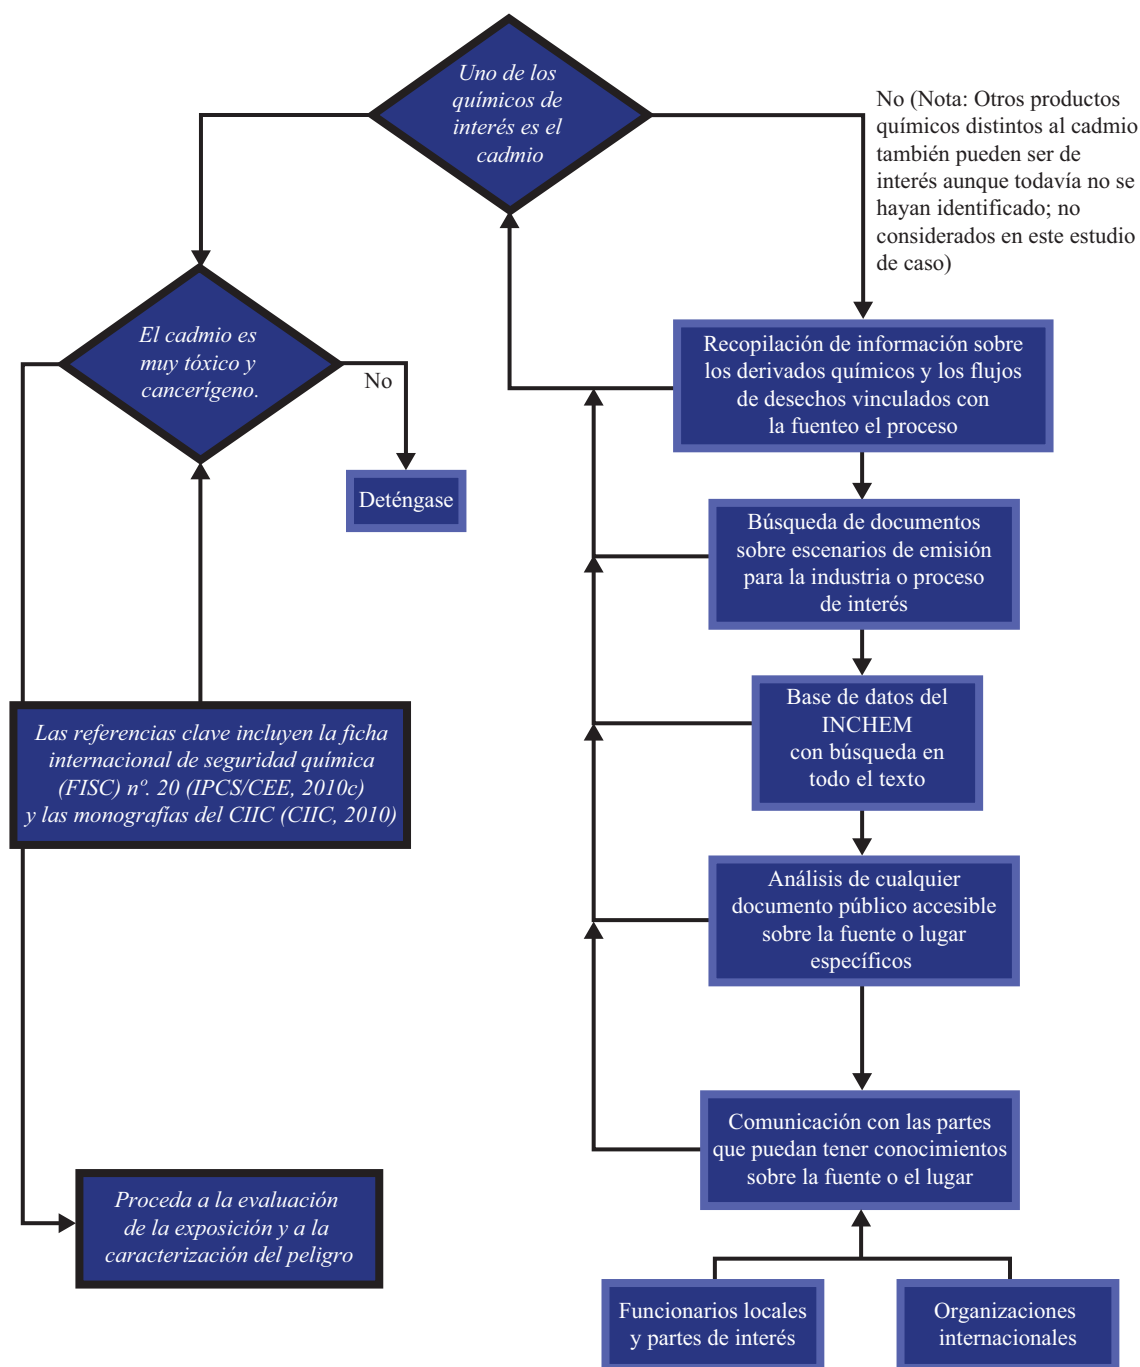 Uno de los
químicos de
interés es el
cadmio
No (Nota: Otros productos
químicos distintos al cadmio
también pueden ser de
interés aunque todavía no se
hayan identificado; no
considerados en este estudio
de caso)
El cadmio es
muy tóxico y
cancerígeno.
No
Deténgase
Recopilación de información sobre
los derivados químicos y los flujos
de desechos vinculados con
la fuenteo el proceso
Búsqueda de documentos
sobre escenarios de emisión
para la industria o proceso
de interés
Base de datos del
INCHEM
con búsqueda en
todo el texto
Las referencias clave incluyen la ficha
internacional de seguridad química
(FISC) nº. 20 (IPCS/CEE, 2010c)
y las monografías del CIIC (CIIC, 2010)
Análisis de cualquier
documento público accesible
sobre la fuente o lugar
específicos
Comunicación con las partes
que puedan tener conocimientos
sobre la fuente o el lugar
Proceda a la evaluación
de la exposición y a la
caracterización del peligro
Funcionarios locales
y partes de interés
Organizaciones
internacionales